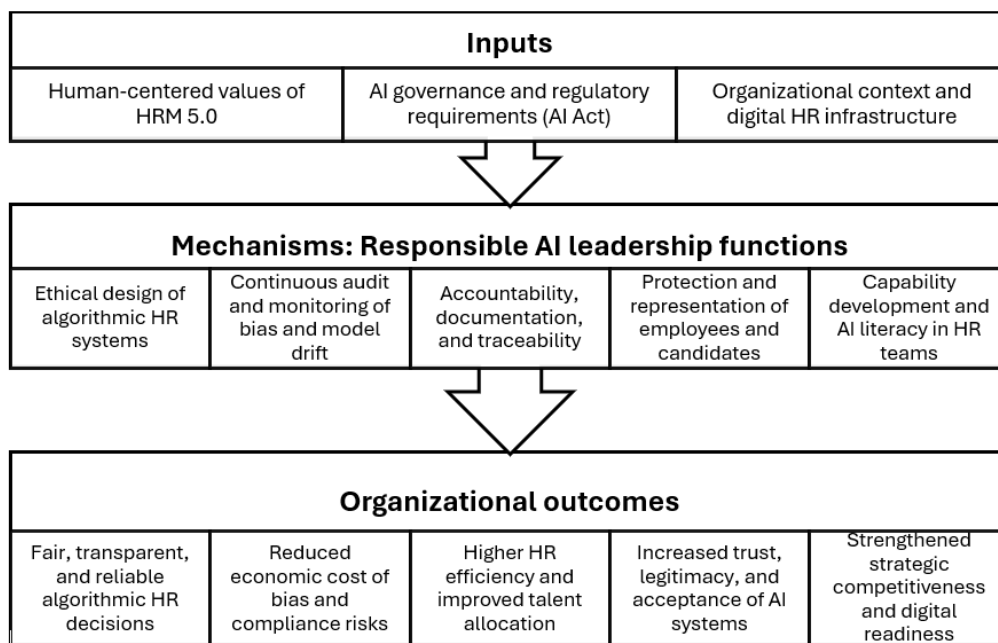 Inputs
Human-centered values of
HRM 5.0
AI governance and regulatory
requirements (AI Act)
Organizational context and
digital HR infrastructure
Mechanisms: Responsible AI leadership functions
Ethical design of
algorithmic HR
systems
Continuous audit
and monitoring of
bias and model
drift
Accountability,
documentation,
and traceability
Protection and
representation of
employees and
candidates
Capability
development and
AI literacy in HR
teams
Organizational outcomes
Fair, transparent,
and reliable
algorithmic HR
decisions
Reduced
economic cost of
bias and
compliance risks
Higher HR
efficiency and
improved talent
allocation
Increased trust,
legitimacy, and
acceptance of AI
systems
Strengthened
strategic
competitiveness
and digital
readiness